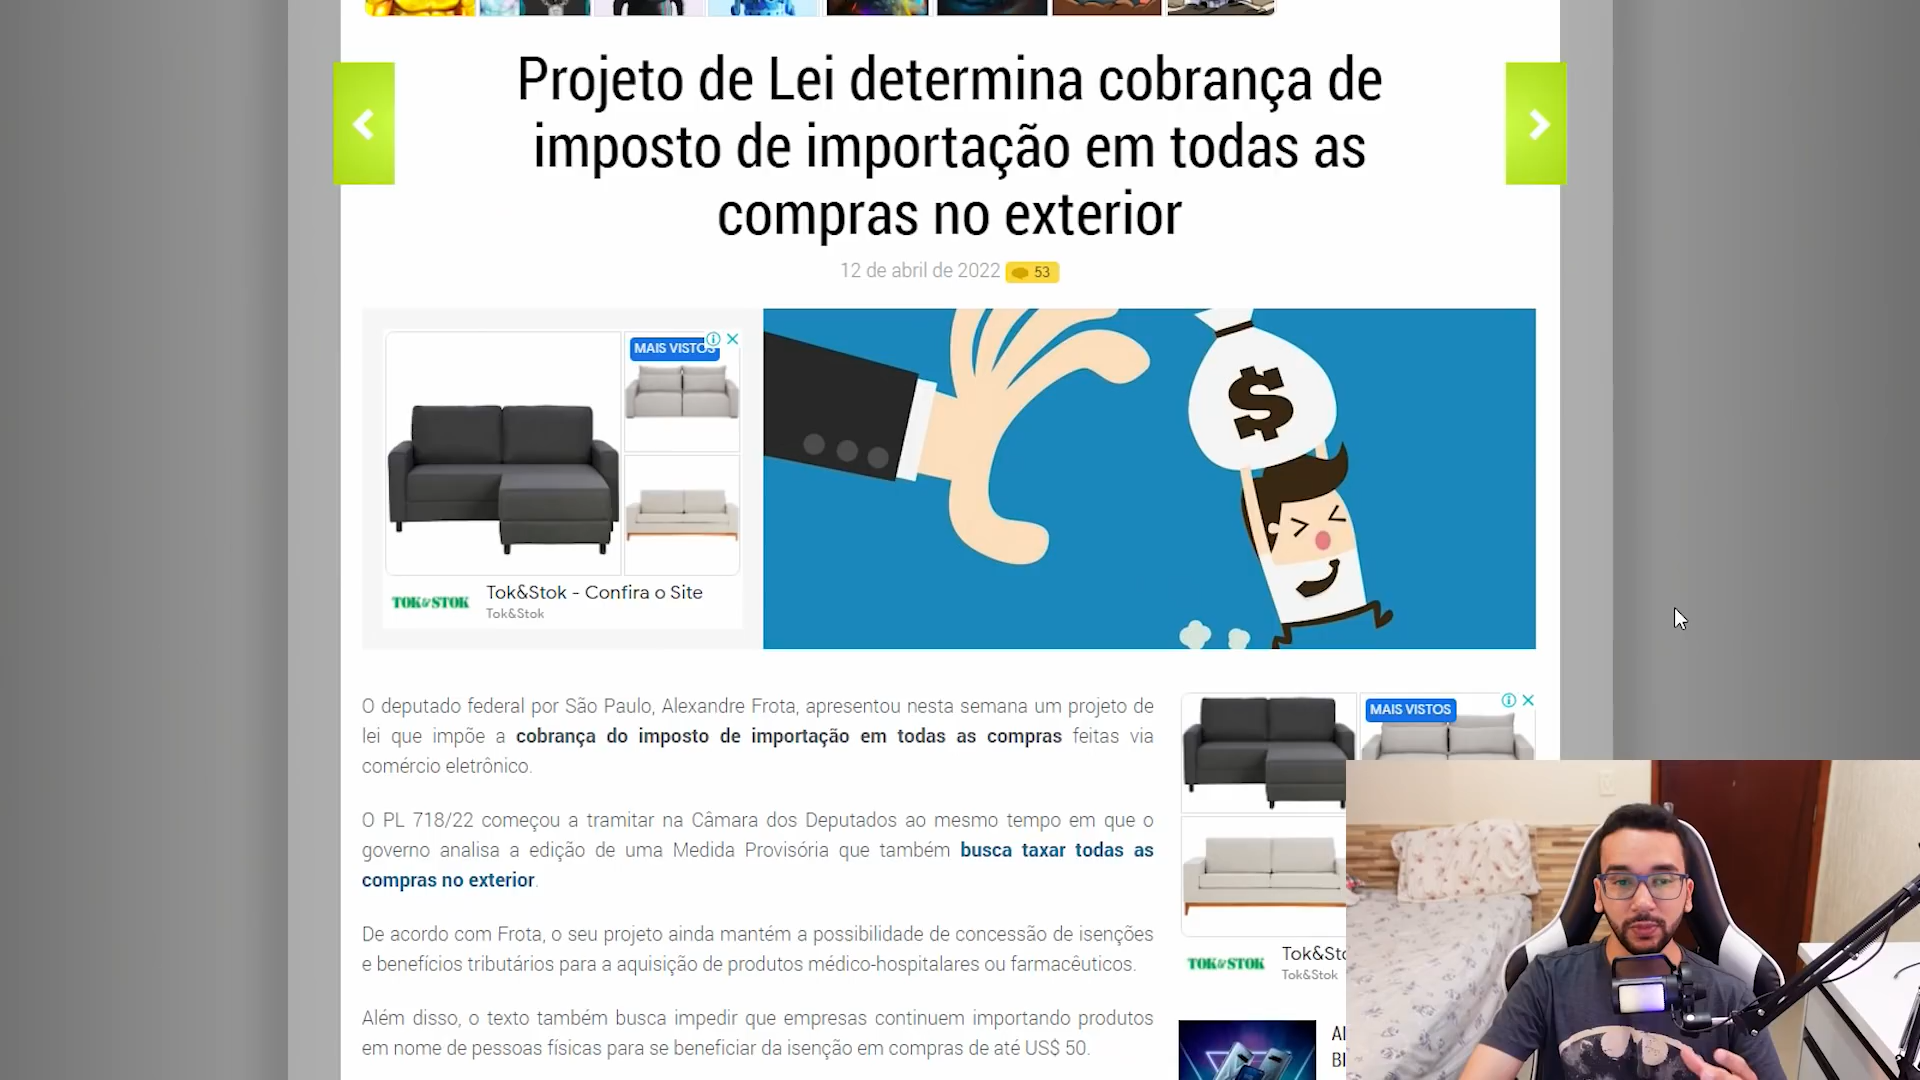 Projeto de Lei determina cobrança de
imposto de importação em todas as
compras no exterior
12 de abril de 2022 53
MAIS VISTOS
$
TOK&STOK
Tok&Stok - Confira o Site
Tok&Stok
O deputado federal por São Paulo, Alexandre Frota, apresentou nesta semana um projeto de
lei que impõe a cobrança do imposto de importação em todas as compras feitas via
comércio eletrônico.
O PL 718/22 começou a tramitar na Câmara dos Deputados ao mesmo tempo em que o
governo analisa a edição de uma Medida Provisória que também busca taxar todas as
compras no exterior.
De acordo com Frota, o seu projeto ainda mantém a possibilidade de concessão de isenções
e benefícios tributários para a aquisição de produtos médico-hospitalares ou farmacêuticos.
Além disso, o texto também busca impedir que empresas continuem importando produtos
em nome de pessoas físicas para se beneficiar da isenção em compras de até US$ 50.
MAIS VISTOS
TOK&STOK
Tok&Sto
Tok&Stok